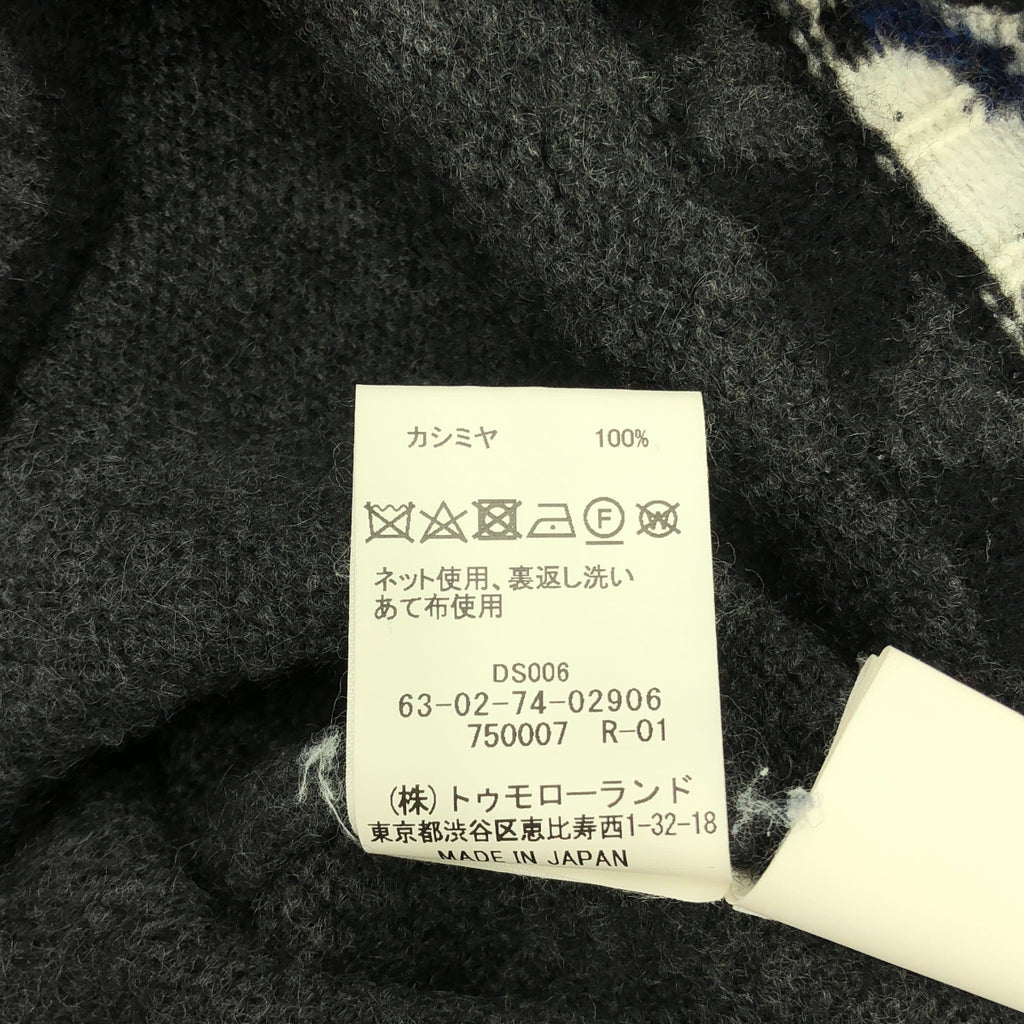 カシミヤ 100%
F W
ネット使用、裏返し洗い
あて布使用
DS006
63-02-74-02906
750007 R-01
(株)トゥモローランド
東京都渋谷区恵比寿西1-32-18
MADE IN JAPAN